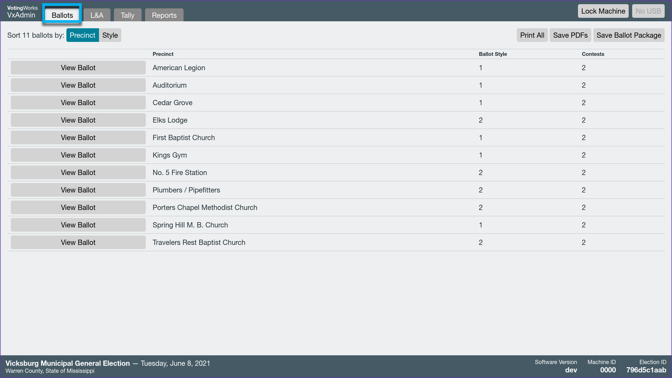 VotingWorks
VxAdmin
Ballots
L&A
Tally
Reports
Lock Machine
No USB
Sort 11 ballots by:
Precinct
Style
Print All
Save PDFs
Save Ballot Package
Precinct Ballot Style Contests
View Ballot American Legion 1 2
View Ballot Auditorium 1 2
View Ballot Cedar Grove 1 2
View Ballot Elks Lodge 2 2
View Ballot First Baptist Church 1 2
View Ballot Kings Gym 1 2
View Ballot No. 5 Fire Station 2 2
View Ballot Plumbers / Pipefitters 2 2
View Ballot Porters Chapel Methodist Church 2 2
View Ballot Spring Hill M. B. Church 1 2
View Ballot Travelers Rest Baptist Church 2 2
Vicksburg Municipal General Election — Tuesday, June 8, 2021
Warren County, State of Mississippi
Software Version Machine ID Election ID
dev 0000 796d5c1aab